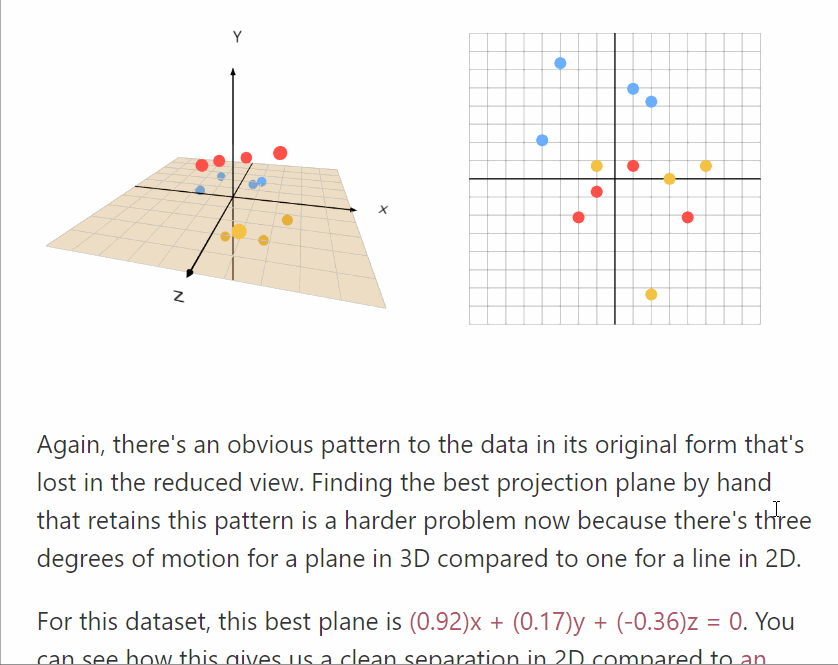 Y
x
Z
Again, there's an obvious pattern to the data in its original form that's
lost in the reduced view. Finding the best projection plane by hand
that retains this pattern is a harder problem now because there's three
degrees of motion for a plane in 3D compared to one for a line in 2D.
For this dataset, this best plane is (0.92)x + (0.17)y + (-0.36)z = 0. You
can see how this gives us a clean separation in 2D compared to an